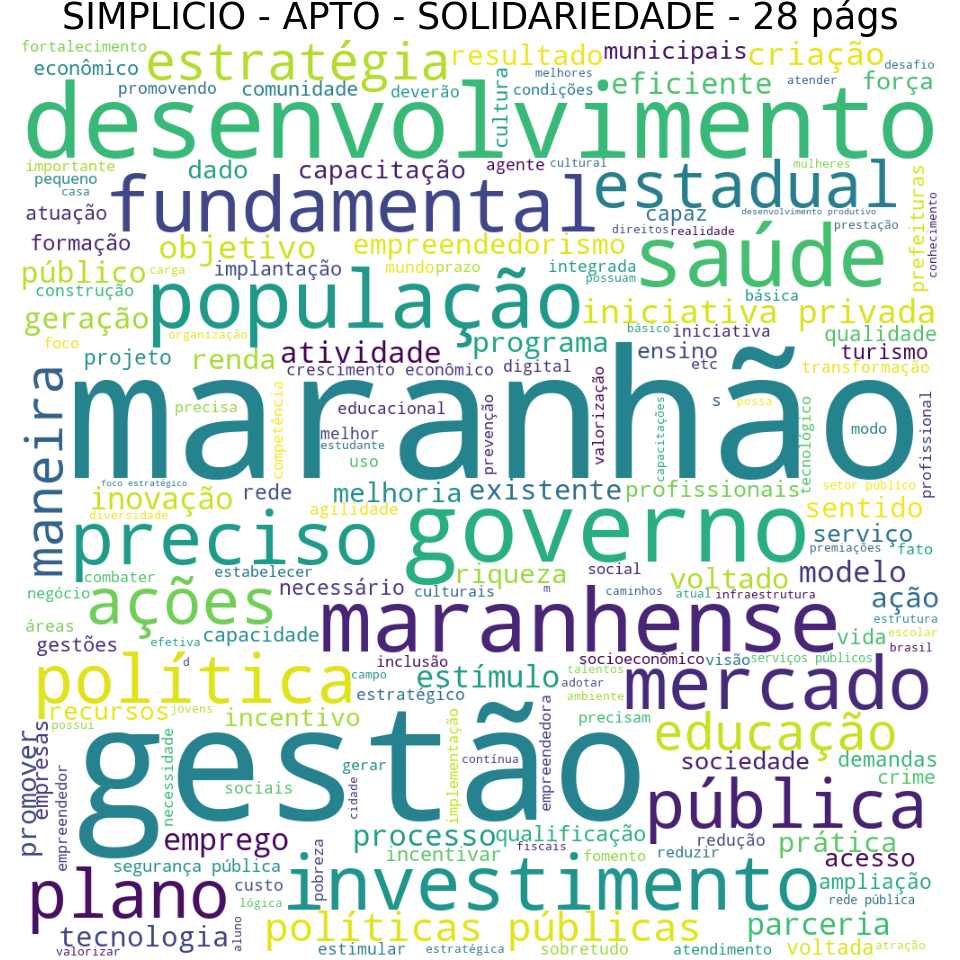 SIMPLICIO - APTO - SOLIDARIEDADE - 28 págs
fortalecimento
estratégia
resultado
municipais
criação
desafio
econômico
promovendo
comunidade
deverão
cultura
melhores
condições
eficiente
atender
força
desenvolvimento
importante
pequeno
casa
dado
capacitação
agente
cultural
estadual
mulheres
prefeituras
conhecimento
atuação
fundamental
capaz
desenvolvimento produtivo
direitos
realidade
prestação
formação
objetivo
empreendedorismo
saúde
público
carga
implantação
mundo
prazo
integrada
possuam
construção
população
básica
geração
iniciativa privada
organização
foco
projeto
renda
atividade
programa
básico
iniciativa
qualidade
ensino
etc
turismo
crescimento econômico
digital
transformação
maneira
maranhão
precisa
competência
educacional
melhor
estudante
uso
prevenção
valorização
capacitações
s
possa
modo
tecnológico
profissional
foco estratégico
inovação
rede
melhoria
existente
profissionais
setor público
diversidade
agilidade
sentido
preciso
governo
serviço
premiações
fato
combater
estabelecer
riqueza
social
voltado
modelo
negócio
ações
necessário
culturais
m
caminhos
atual
infraestrutura
ação
estrutura
áreas
gestões
efetiva
capacidade
maranhense
vida
escolar
brasil
d
política
inclusão
campo
estratégico
estímulo
socioeconômico
visão
serviços públicos
talentos
adotar
ambiente
mercado
recursos
jovens
possui
incentivo
implementação
empreendedora
precisam
educação
promover
empresas
empreendedor
necessidade
gestão
sociais
gerar
cidade
contínua
sociedade
demandas
crime
pública
emprego
processo
qualificação
fiscais
redução
prática
segurança pública
pobreza
incentivar
fomento
reduzir
acesso
plano
custo
lógica
investimento
ampliação
rede pública
tecnologia
aluno
políticas públicas
parceria
valorizar
estimular
estratégica
sobretudo
atendimento
voltada
atração